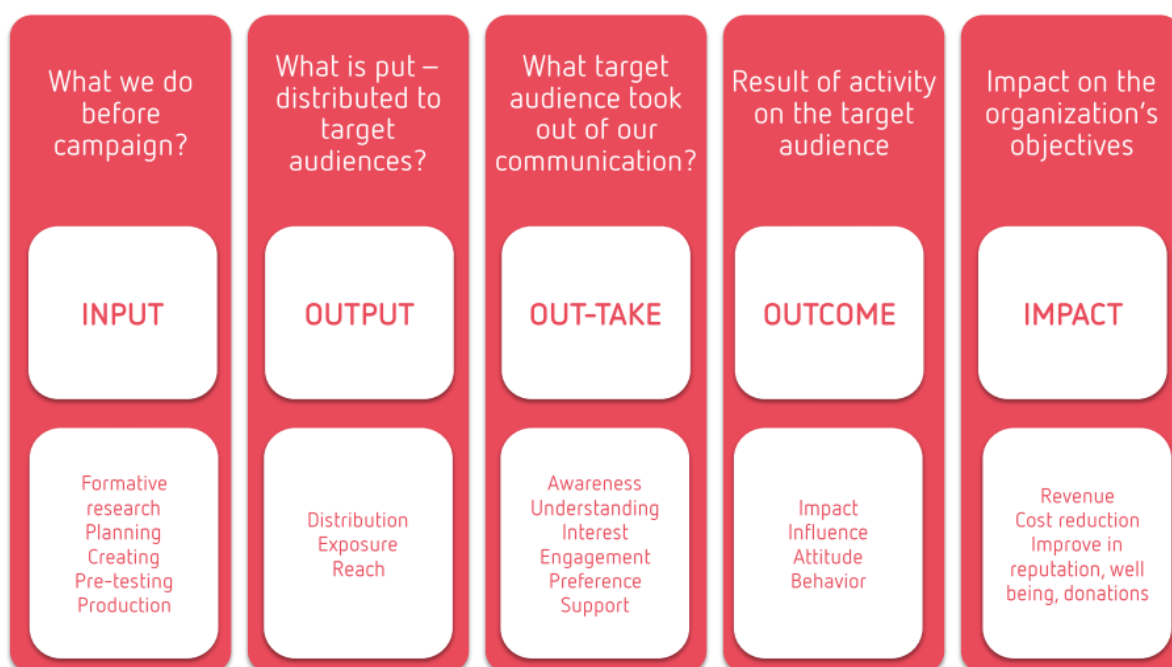 What we do
before
campaign?
INPUT
Formative
research
Planning
Creating
Pre-testing
Production
What is put –
distributed to
target
audiences?
OUTPUT
Distribution
Exposure
Reach
What target
audience took
out of our
communication?
OUT-TAKE
Awareness
Understanding
Interest
Engagement
Preference
Support
Result of activity
on the target
audience
OUTCOME
Impact
Influence
Attitude
Behavior
Impact on the
organization's
objectives
IMPACT
Revenue
Cost reduction
Improve in
reputation, well
being, donations